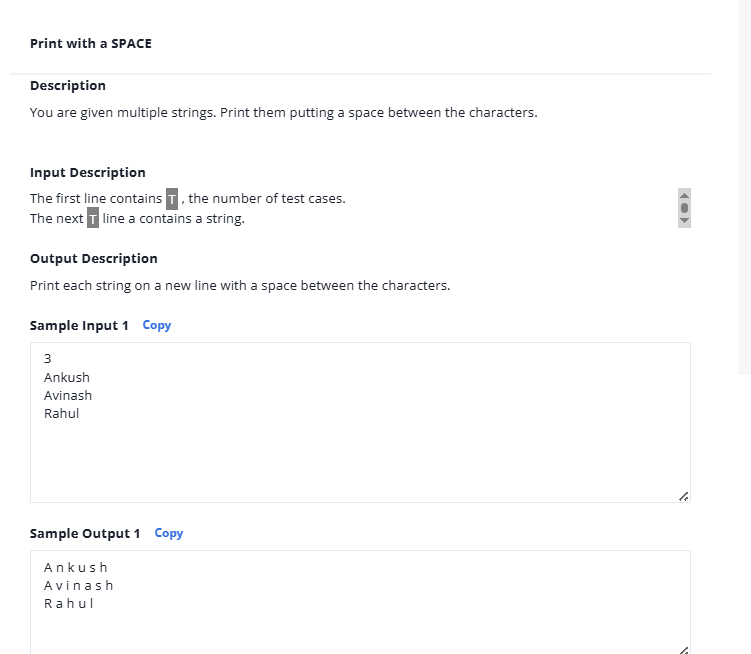 Print with a SPACE
Description
You are given multiple strings. Print them putting a space between the characters.
Input Description
The first line contains T , the number of test cases.
The next T line a contains a string.
Output Description
Print each string on a new line with a space between the characters.
Sample Input 1 Copy
3
Ankush
Avinash
Rahul
Sample Output 1 Copy
A n k u s h
A v i n a s h
R a h u l